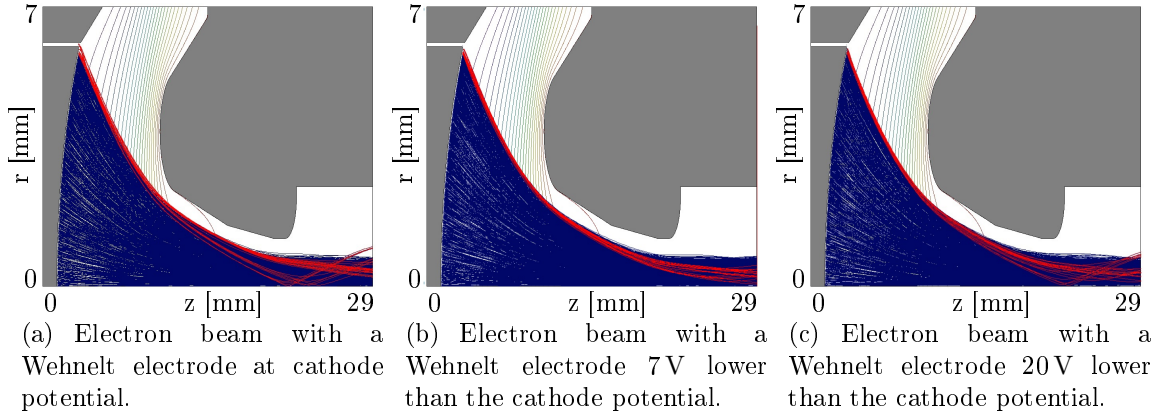 7
r [mm]
0
0
z [mm]
29
(a) Electron beam with a
Wehnelt electrode at cathode
potential.
7
r [mm]
0
0
z [mm]
29
(b) Electron beam with a
Wehnelt electrode 7 V lower
than the cathode potential.
7
r [mm]
0
0
z [mm]
29
(c) Electron beam with a
Wehnelt electrode 20 V lower
than the cathode potential.